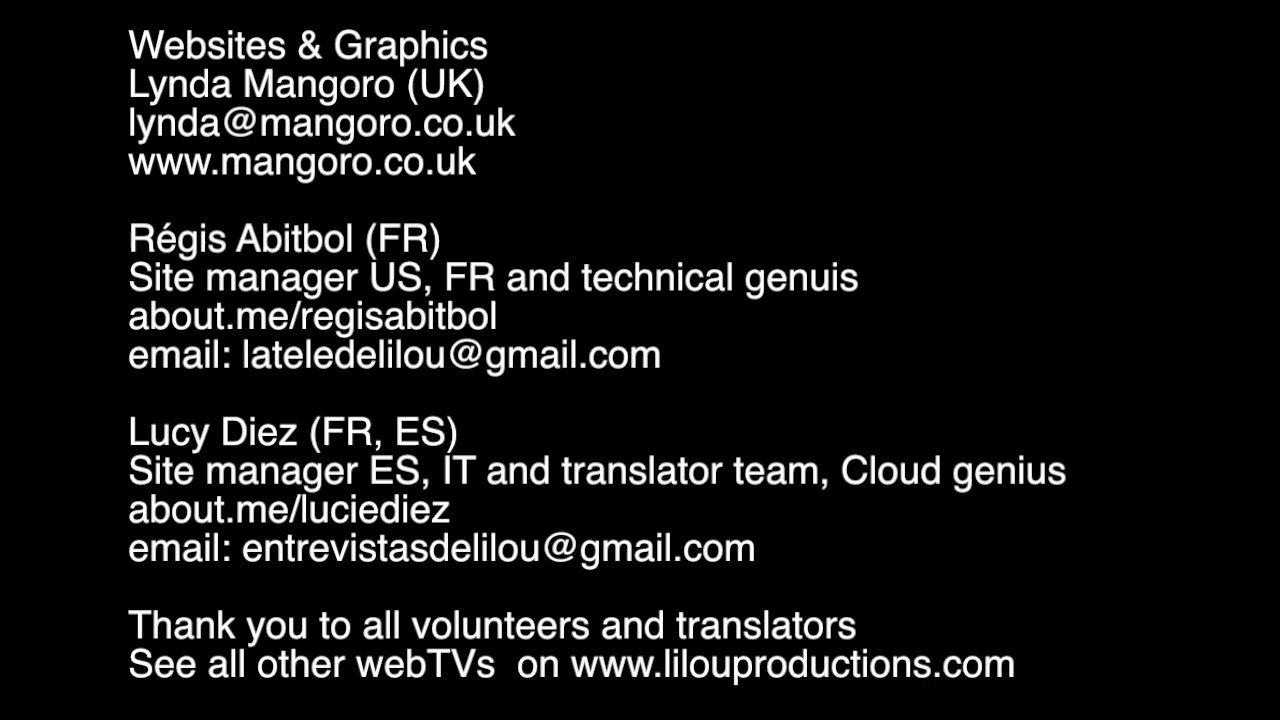 Websites & Graphics
Lynda Mangoro (UK)
lynda@mangoro.co.uk
www.mangoro.co.uk
Régis Abitbol (FR)
Site manager US, FR and technical genuis
about.me/regisabitbol
email: lateledelilou@gmail.com
Lucy Diez (FR, ES)
Site manager ES, IT and translator team, Cloud genius
about.me/luciediez
email: entrevistasdelilou@gmail.com
Thank you to all volunteers and translators
See all other webTVs  on www.lilouproductions.com